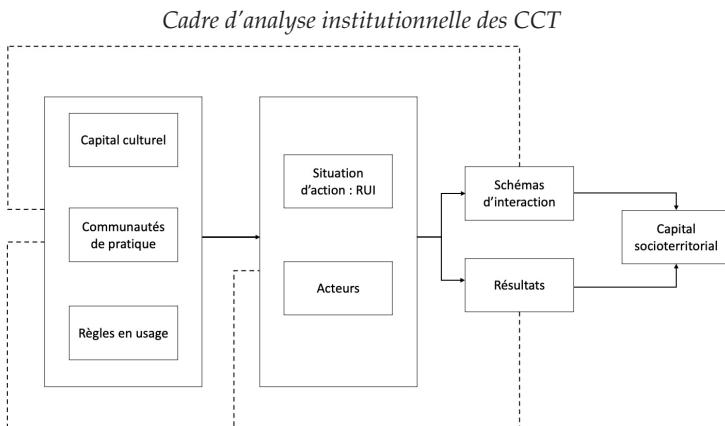 Cadre d'analyse institutionnelle des CCT
Capital culturel
Communautés
de pratique
Règles en usage
Situation
d'action : RUI
Acteurs
Schémas
d'interaction
Résultats
Capital
socioterritorial